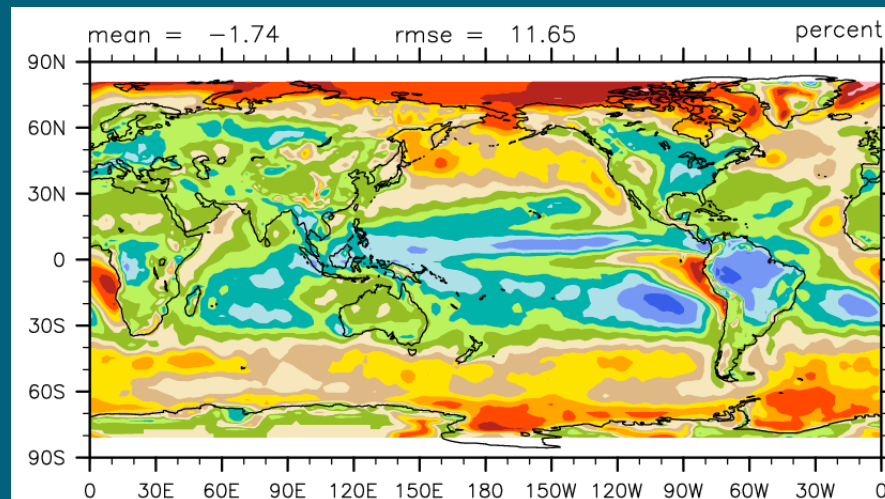 mean = −1.74 rmse = 11.65 percent
90N
60N
30N
0
30S
60S
90S
0 30E 60E 90E 120E 150E 180 150W 120W 90W 60W 30W 0